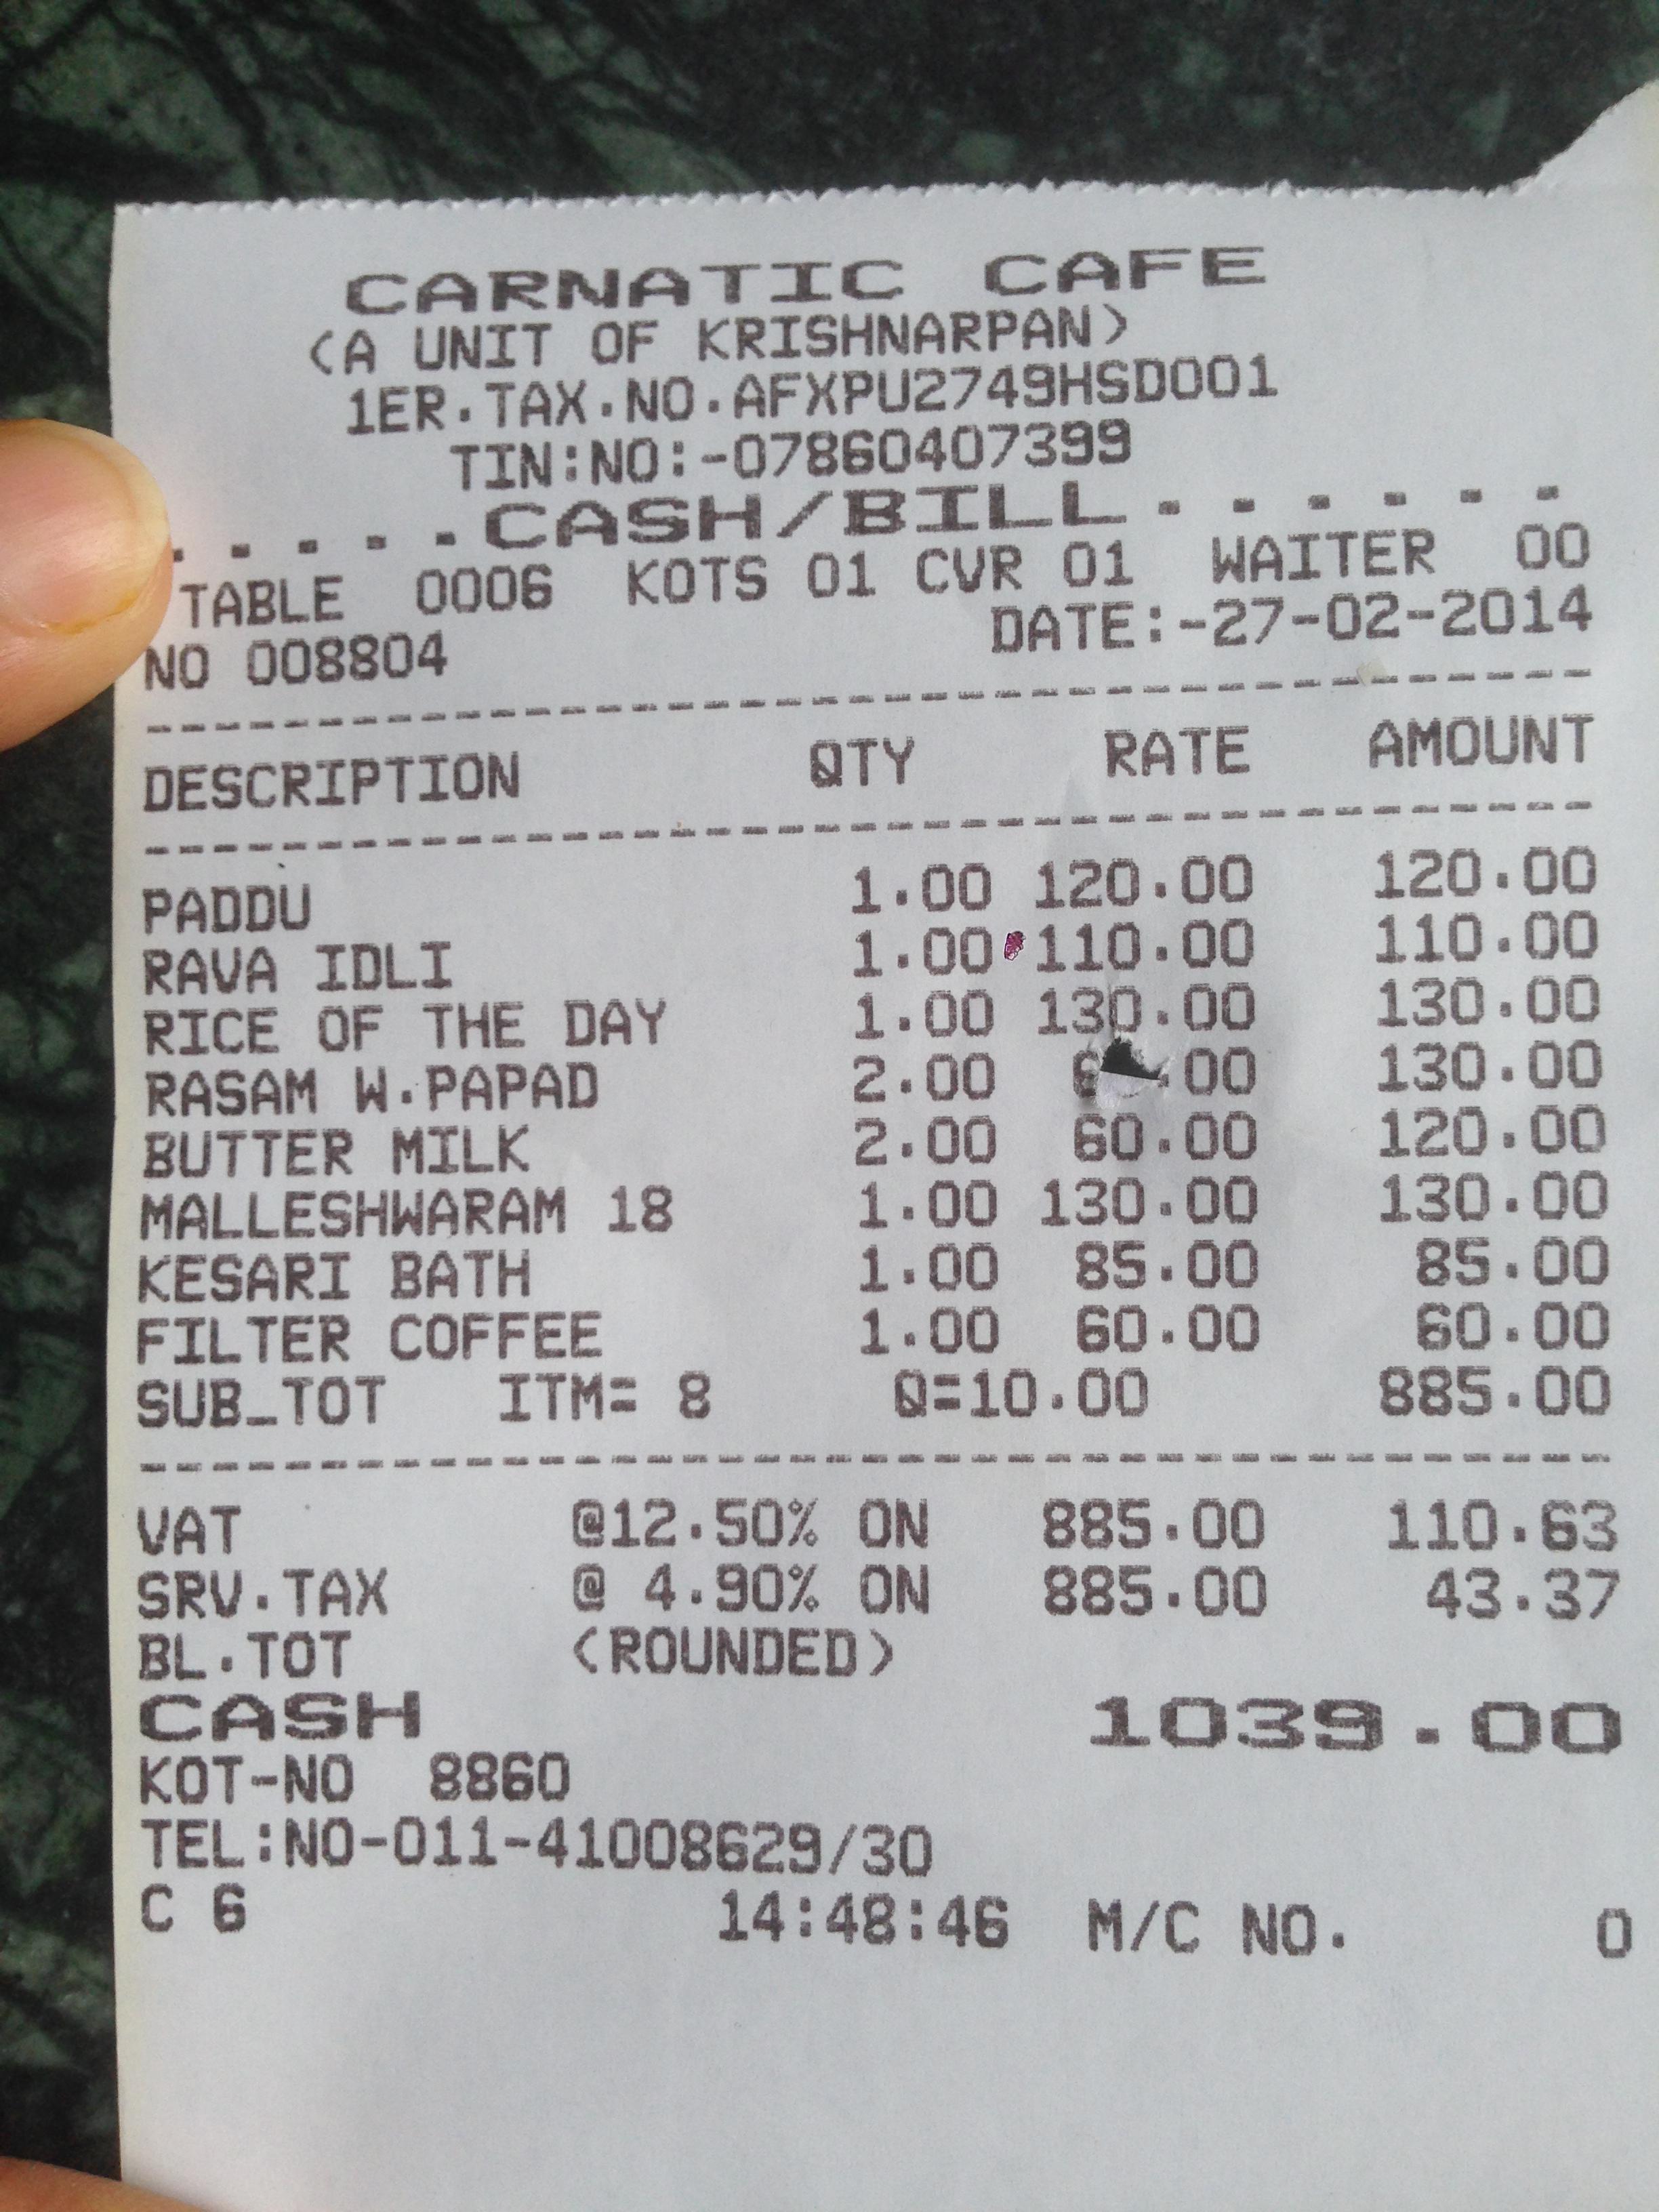 CARNATIC CAFE
(A UNIT OF KRISHNARPAN)
1ER.TAX.NO.AFXPU2749HSD001
TIN:NO:-07860407399
.....CASH/BILL......
TABLE 0006 KOTS 01 CVR 01 WAITER 00
NO 008804 DATE:-27-02-2014
DESCRIPTION QTY RATE AMOUNT
PADDU 1.00 120.00 120.00
RAVA IDLI 1.00 110.00 110.00
RICE OF THE DAY 1.00 130.00 130.00
RASAM W.PAPAD 2.00 130.00
BUTTER MILK 2.00 60.00 120.00
MALLESHWARAM 18 1.00 130.00 130.00
KESARI BATH 1.00 85.00 85.00
FILTER COFFEE 1.00 60.00 60.00
SUB_TOT ITM= 8 Q=10.00 885.00
VAT @12.50% ON 885.00 110.63
SRV.TAX @ 4.90% ON 885.00 43.37
BL.TOT (ROUNDED)
CASH 1039.00
KOT-NO 8860
TEL:NO-011-41008629/30
C 6 14:48:46 M/C NO. 0